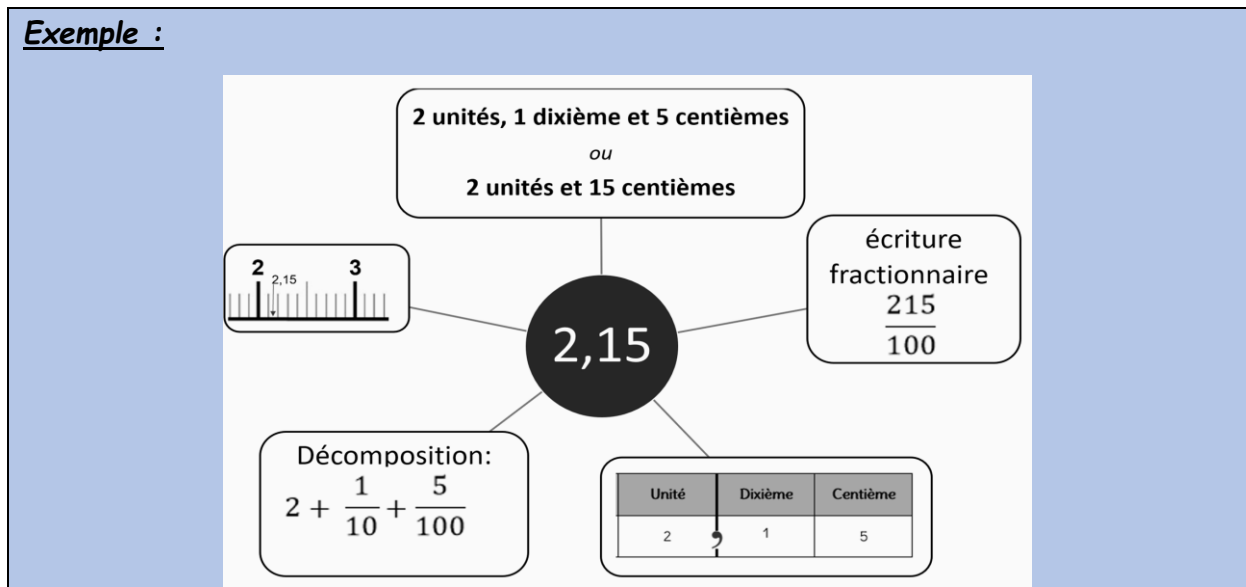 Exemple :
2 unités, 1 dixième et 5 centièmes
ou
2 unités et 15 centièmes
écriture
fractionnaire
215
100
2 3
2,15
2,15
Décomposition:
2 + 1/10 + 5/100
Unité Dixième Centième
2 , 1 5